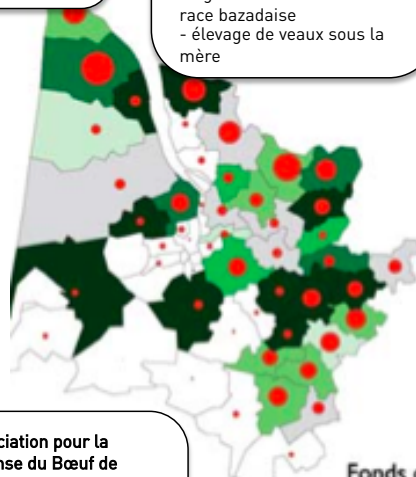 race bazadaise
- élevage de veaux sous la
mère
ciation pour la
nse du Bœuf de
Fonds